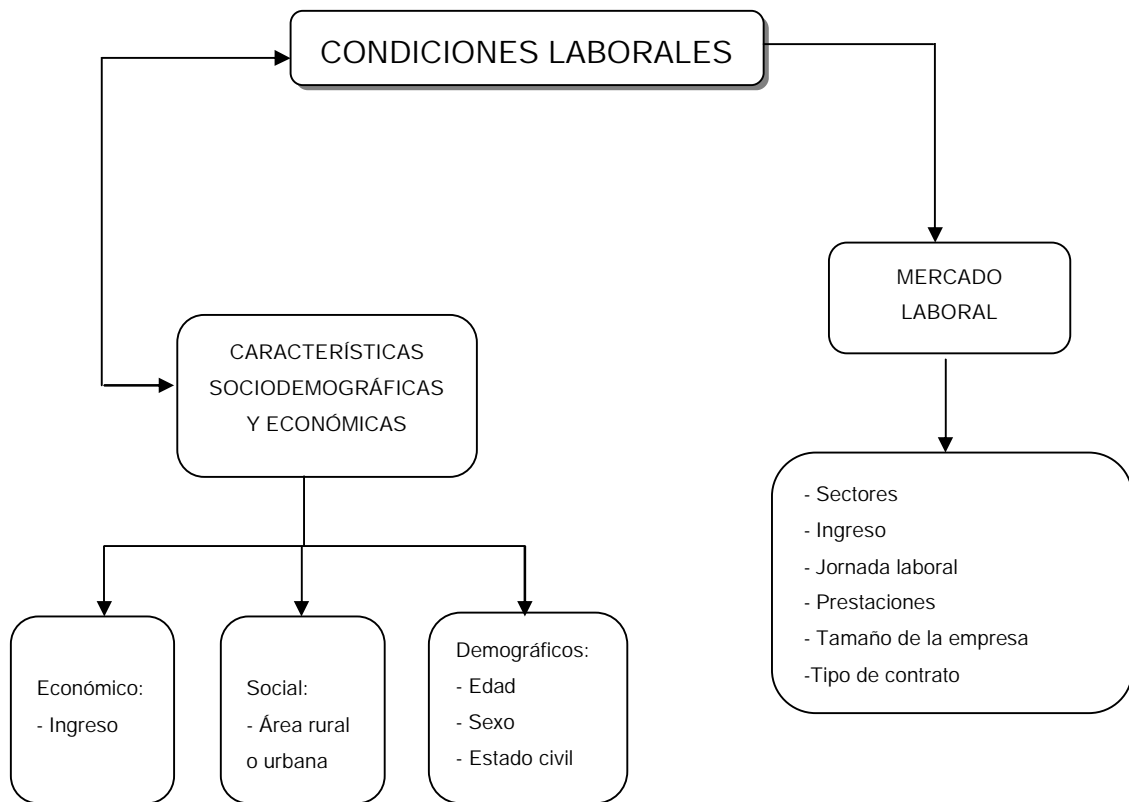 CONDICIONES LABORALES
MERCADO
LABORAL
CARACTERÍSTICAS
SOCIODEMOGRÁFICAS
Y ECONÓMICAS
- Sectores
- Ingreso
- Jornada laboral
- Prestaciones
- Tamaño de la empresa
-Tipo de contrato
Económico:
- Ingreso
Social:
- Área rural
o urbana
Demográficos:
- Edad
- Sexo
- Estado civil